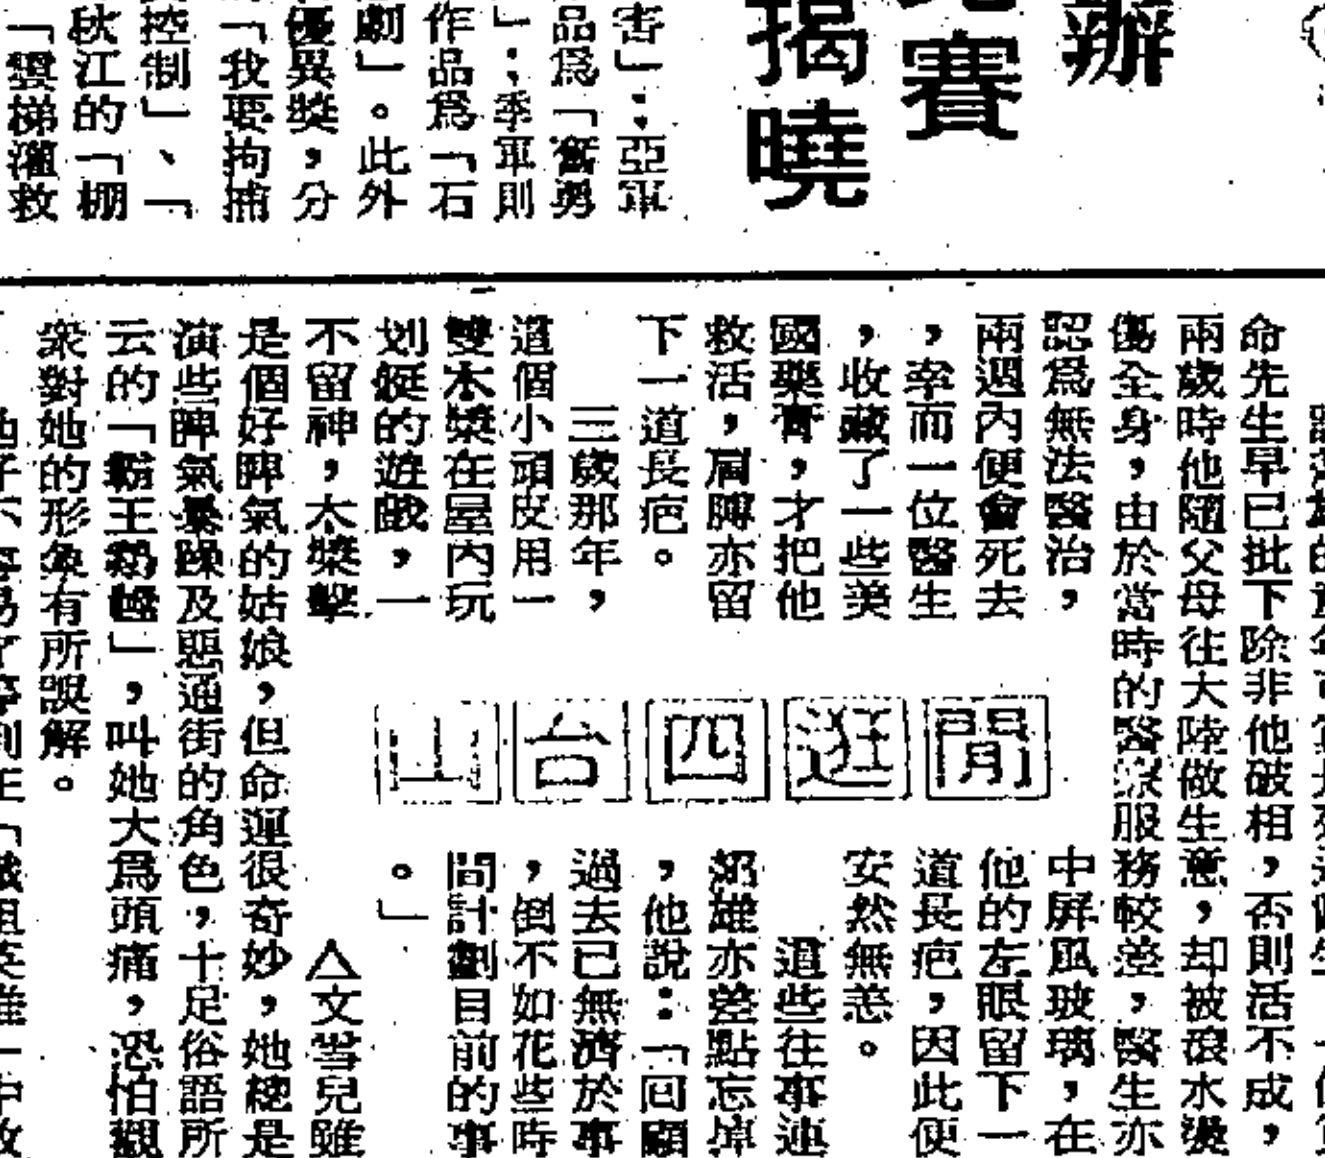 辦
賽
揭曉
害」;亞軍
品爲「奮勇
」;季軍則
作品爲「石
劇」。此外
優異獎,分
「我要拘捕
控制」、「
秋江的「棚
「雲梯灌救
閒逛四台山
命先生早已批下除非他破相,否則活不成,
兩歲時他隨父母往大陸做生意,却被滾水燙
傷全身,由於當時的醫療服務較差,醫生亦
認爲無法醫治,
兩週內便會死去
,幸而一位醫生
,收藏了一些美
國藥膏,才把他
救活,肩膊亦留
下一道長疤。
三歲那年,
這個小頑皮用一
雙木槳在屋內玩
划艇的遊戲,一
不留神,木槳擊
中屏風玻璃,在
他的左眼留下一
道長疤,因此便
安然無恙。
這些往事連
奶雄亦差點忘掉
,他說:「回顧
過去已無濟於事
,倒不如花些時
間計劃目前的事
。」
△文雪兒雖
是個好脾氣的姑娘,但命運很奇妙,她總是
演些脾氣暴躁及惡通街的角色,十足俗語所
云的「霸王雞乸」,叫她大爲頭痛,恐怕觀
衆對她的形象有所誤解。